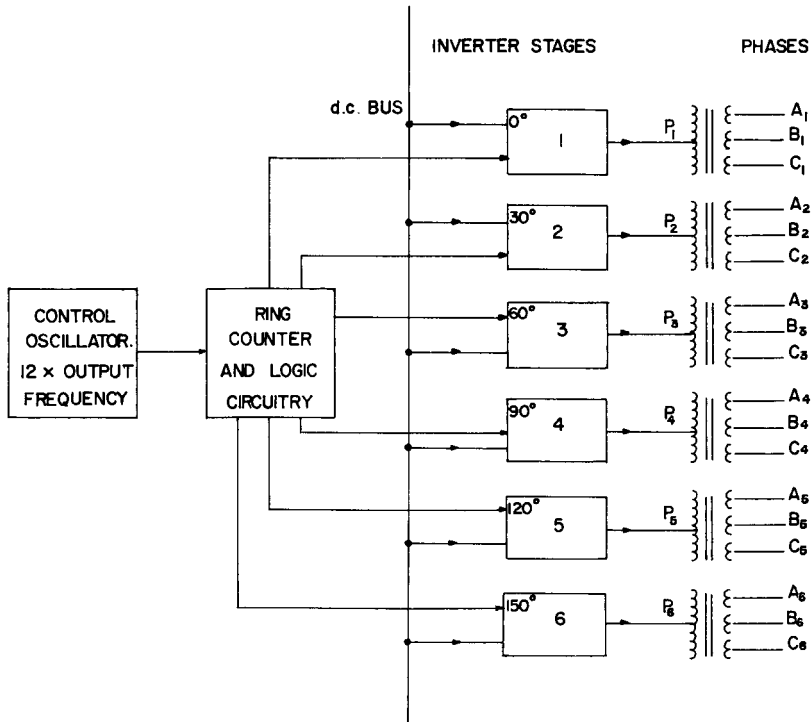 INVERTER STAGES
PHASES
d.c. BUS
0°
1
P₁
A₁
B₁
C₁
30°
2
P₂
A₂
B₂
C₂
CONTROL
OSCILLATOR.
12 × OUTPUT
FREQUENCY
RING
COUNTER
AND LOGIC
CIRCUITRY
60°
3
P₃
A₃
B₃
C₃
90°
4
P₄
A₄
B₄
C₄
120°
5
P₅
A₅
B₅
C₅
150°
6
P₆
A₆
B₆
C₆